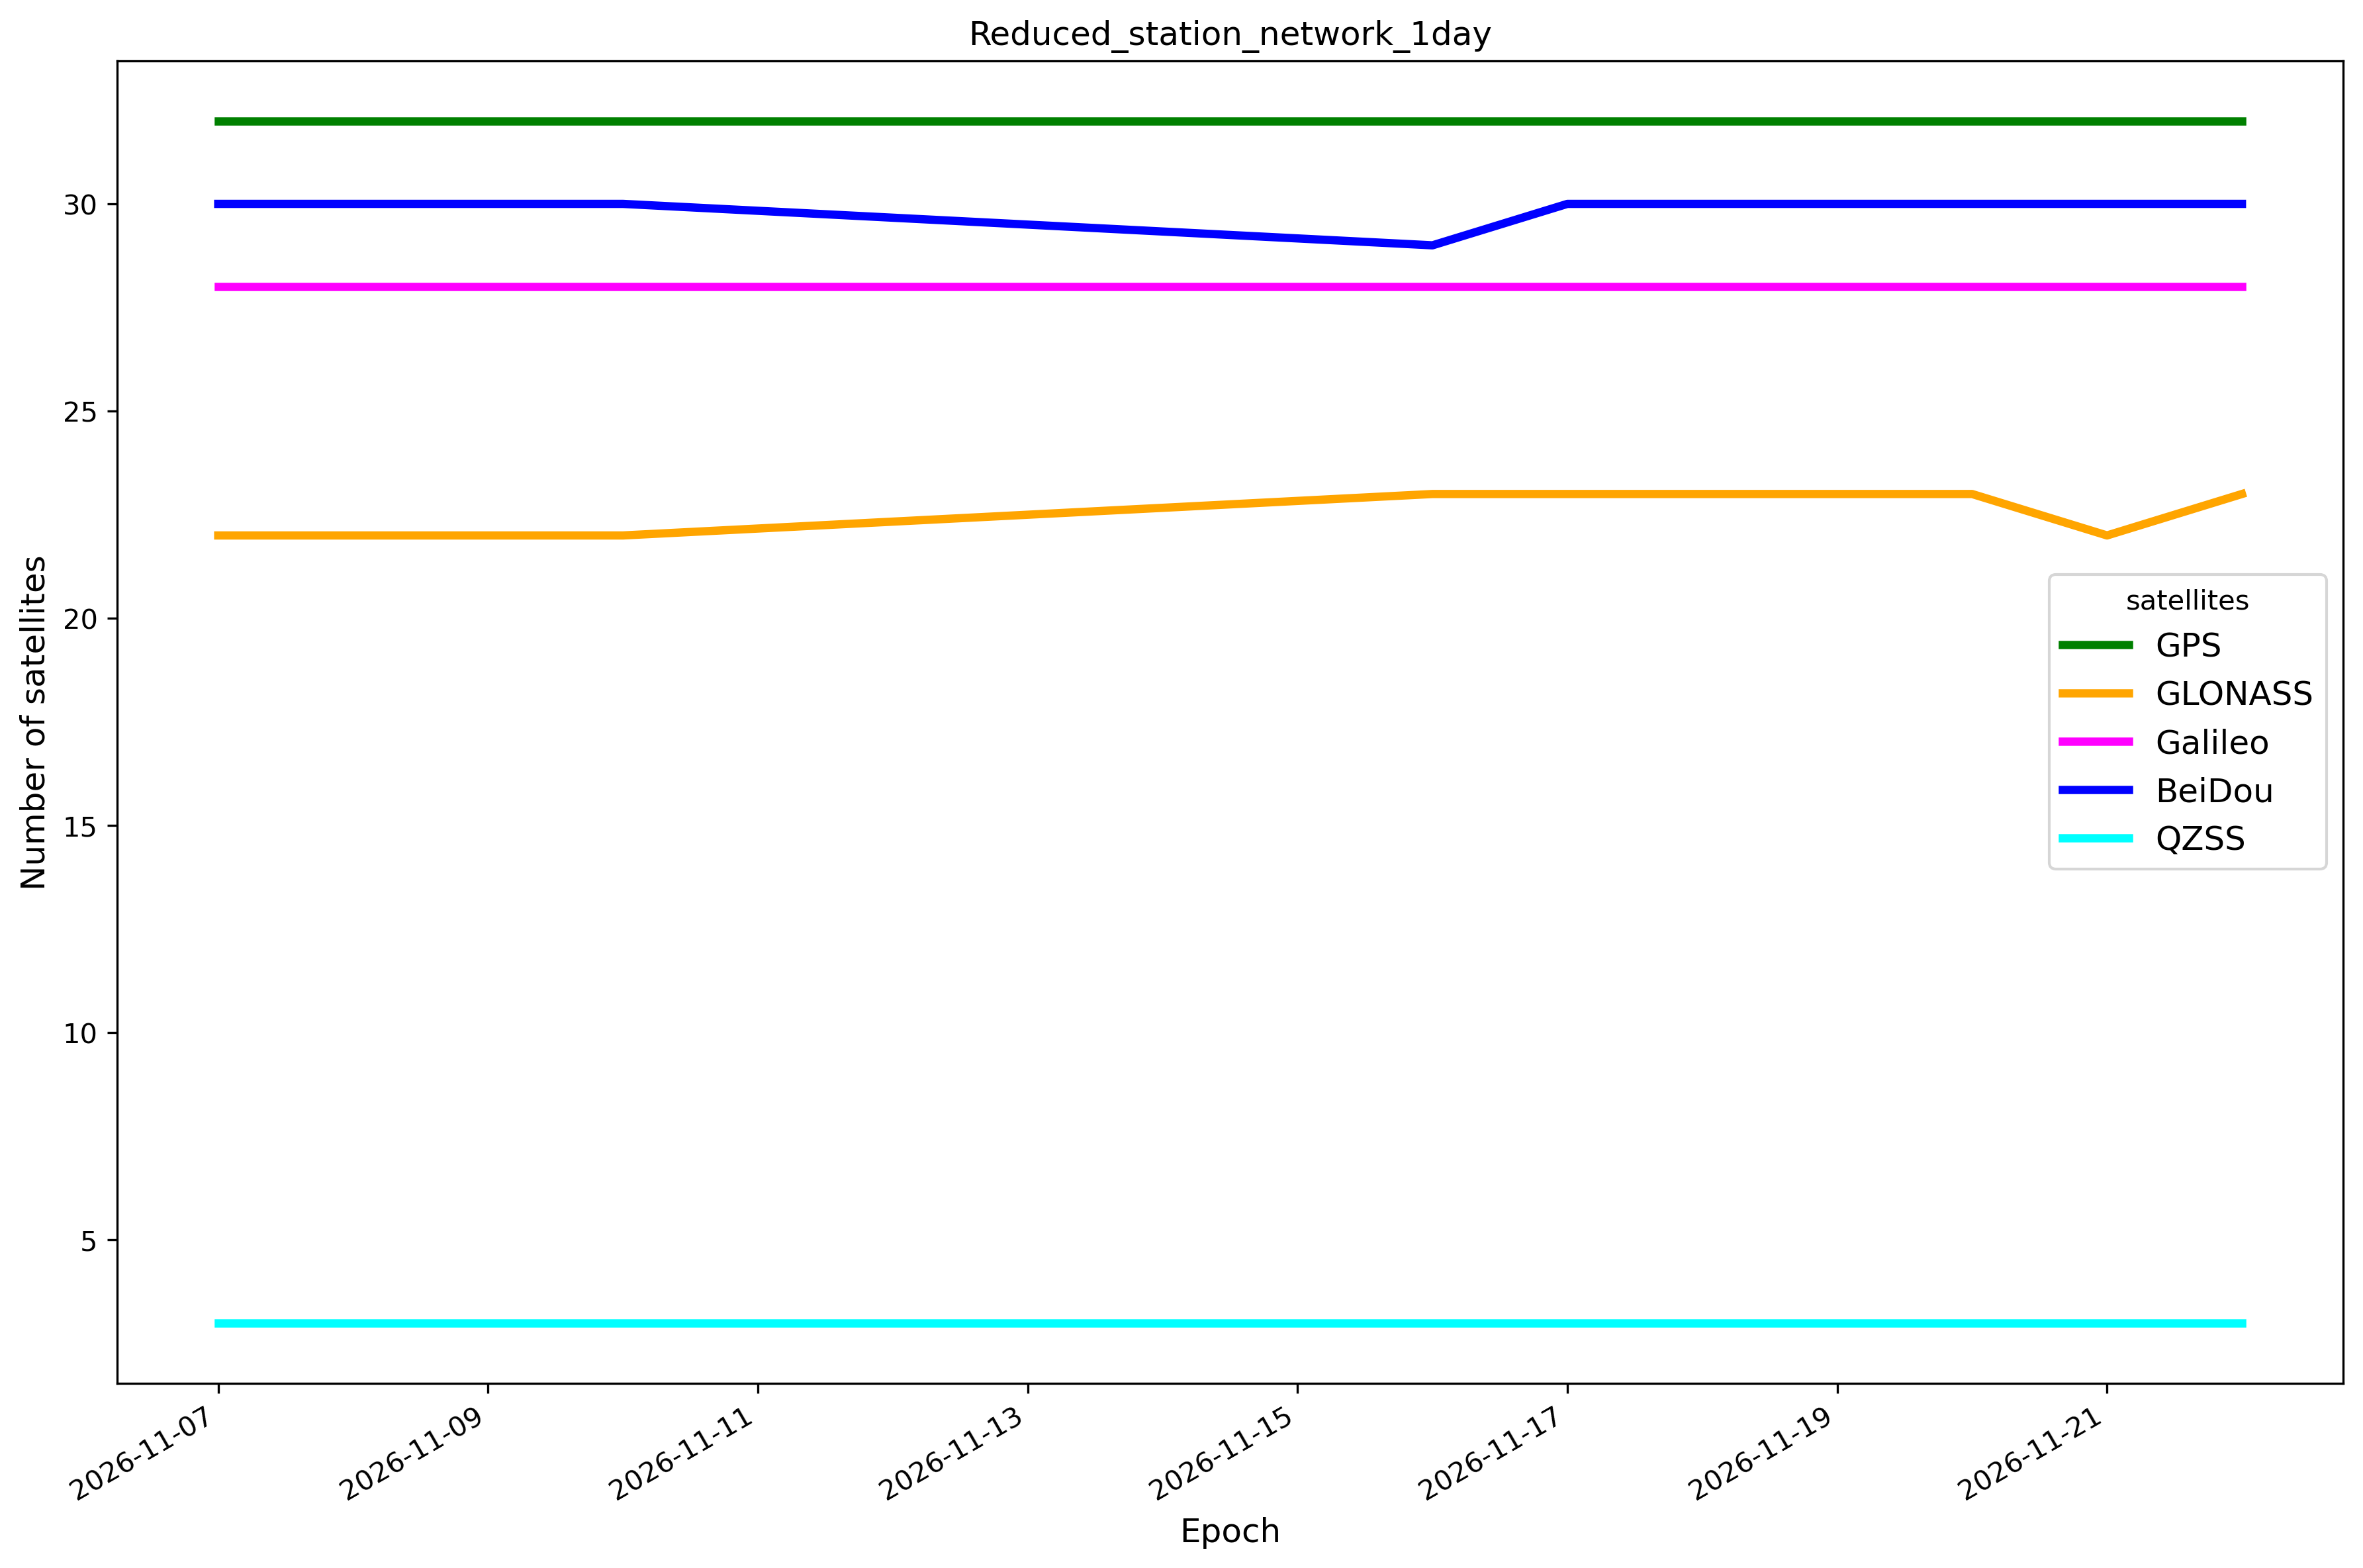 Reduced_station_network_1day
Number of satellites
30
25
20
15
10
5
satellites
GPS
GLONASS
Galileo
BeiDou
QZSS
2026-11-07
2026-11-09
2026-11-11
2026-11-13
2026-11-15
2026-11-17
2026-11-19
2026-11-21
Epoch